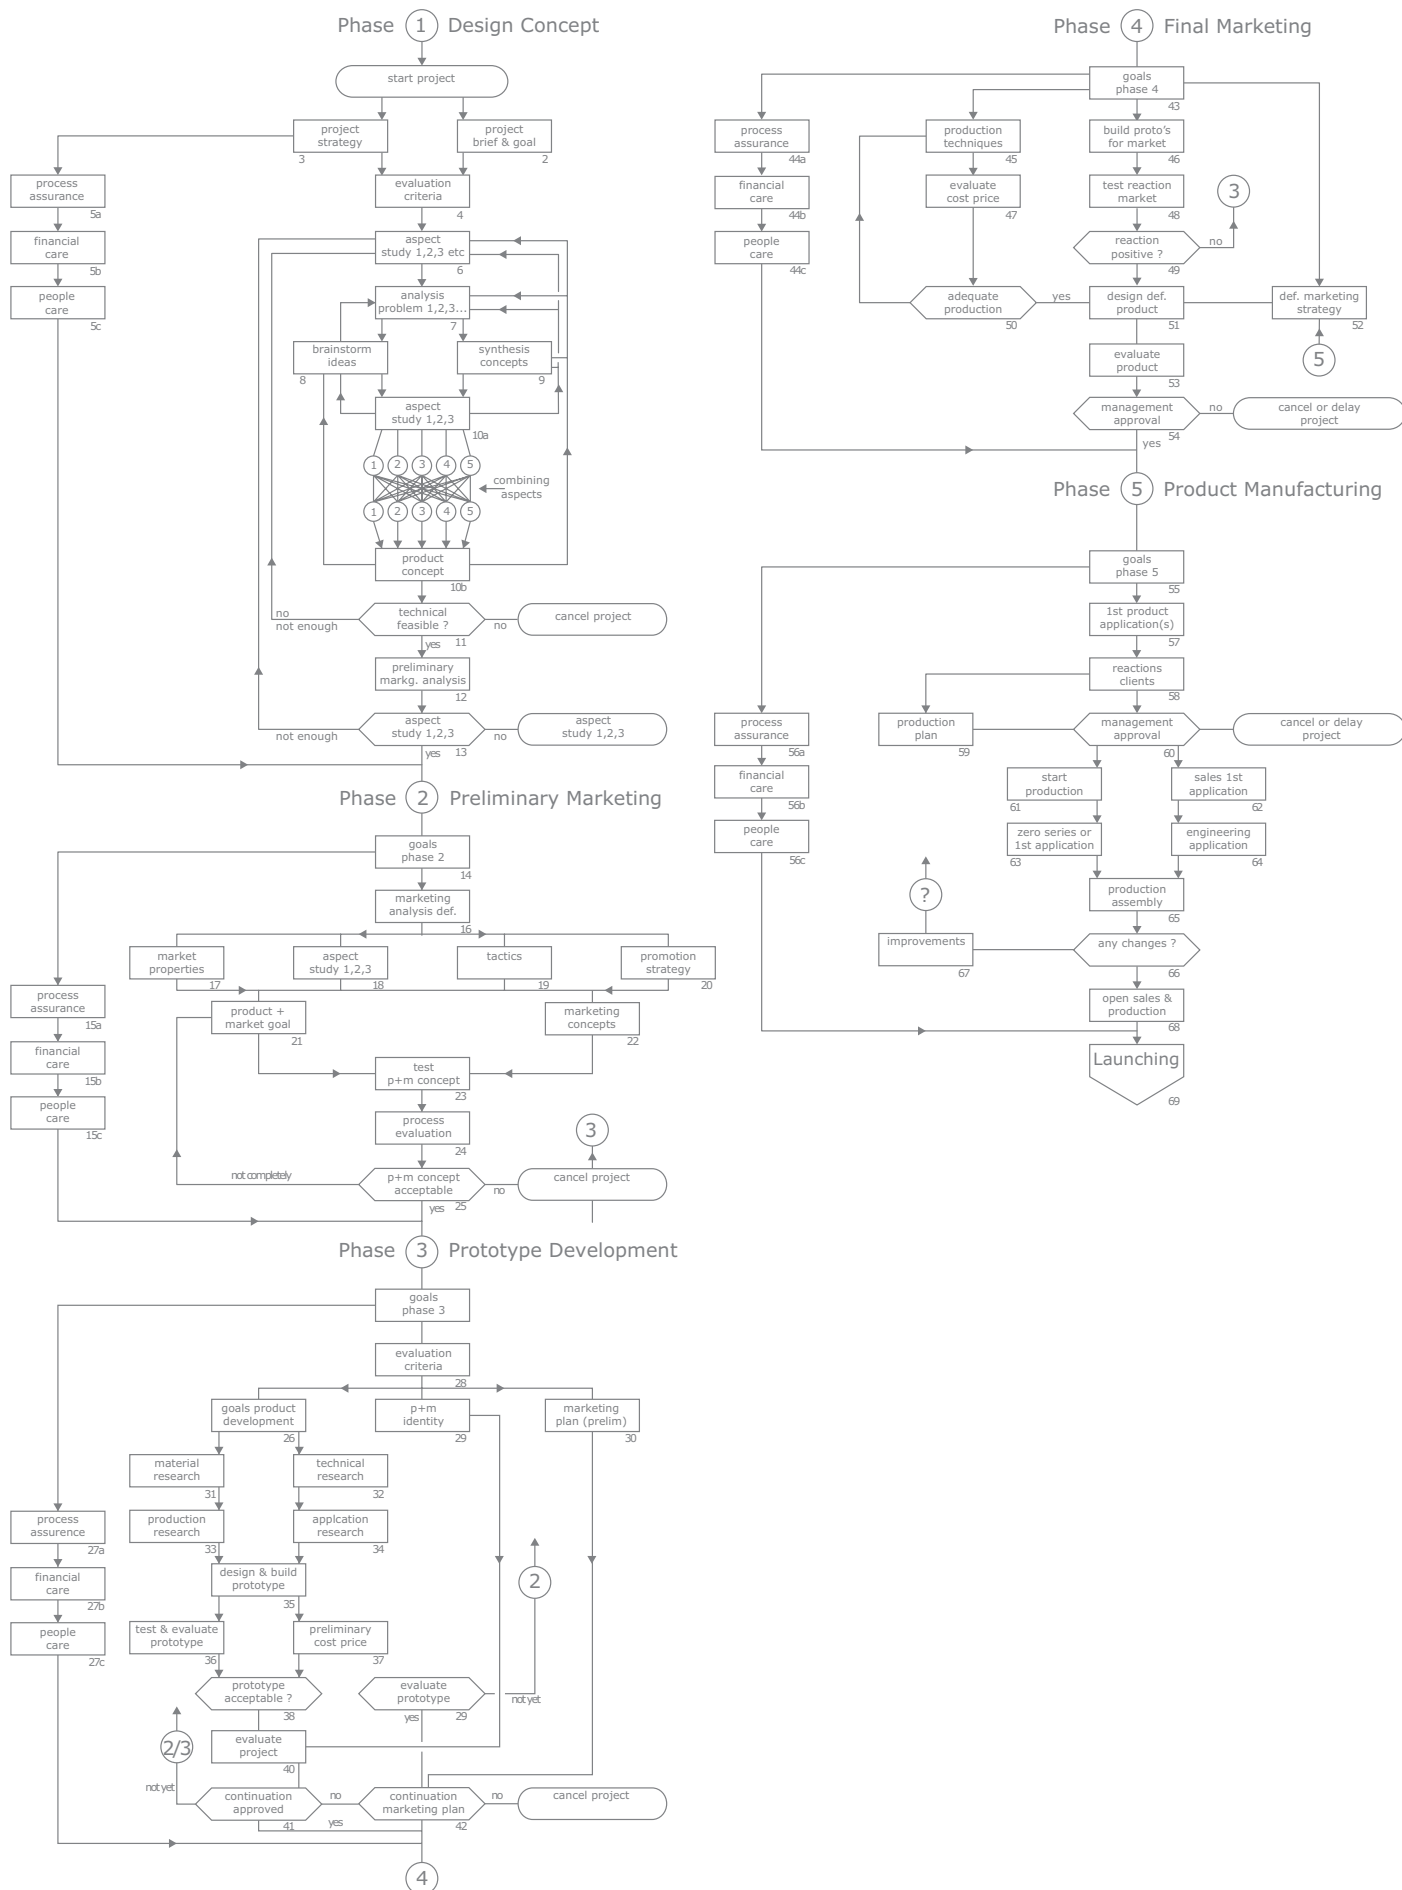 Phase 1 Design Concept
start project
project
strategy
3
project
brief & goal
2
process
assurance
5a
evaluation
criteria
4
financial
care
5b
aspect
study 1,2,3 etc
6
people
care
5c
analysis
problem 1,2,3...
7
brainstorm
ideas
8
synthesis
concepts
9
aspect
study 1,2,3
10a
1 2 3 4 5
combining
aspects
1 2 3 4 5
product
concept
10b
no
not enough
technical
feasible ?
11
no
cancel project
yes
preliminary
markg. analysis
12
not enough
aspect
study 1,2,3
13
no
aspect
study 1,2,3
yes
Phase 2 Preliminary Marketing
goals
phase 2
14
marketing
analysis def.
16
market
properties
17
aspect
study 1,2,3
18
tactics
19
promotion
strategy
20
process
assurance
15a
product +
market goal
21
marketing
concepts
22
financial
care
15b
test
p+m concept
23
people
care
15c
process
evaluation
24
3
not completely
p+m concept
acceptable
25
no
cancel project
yes
Phase 3 Prototype Development
goals
phase 3
evaluation
criteria
28
goals product
development
26
p+m
identity
29
marketing
plan (prelim)
30
material
research
31
technical
research
32
process
assurence
27a
production
research
33
applcation
research
34
financial
care
27b
design & build
prototype
35
2
people
care
27c
test & evaluate
prototype
36
preliminary
cost price
37
prototype
acceptable ?
38
evaluate
prototype
29
not yet
yes
2/3
evaluate
project
40
not yet
continuation
approved
41
no
continuation
marketing plan
42
no
cancel project
yes
4
Phase 4 Final Marketing
goals
phase 4
43
process
assurance
44a
production
techniques
45
build proto's
for market
46
financial
care
44b
evaluate
cost price
47
test reaction
market
48
3
people
care
44c
reaction
positive ?
49
no
adequate
production
50
yes
design def.
product
51
def. marketing
strategy
52
evaluate
product
53
5
management
approval
54
no
cancel or delay
project
yes
Phase 5 Product Manufacturing
goals
phase 5
55
1st product
application(s)
57
reactions
clients
58
process
assurance
56a
production
plan
59
management
approval
60
cancel or delay
project
financial
care
56b
start
production
61
sales 1st
application
62
people
care
56c
zero series or
1st application
63
engineering
application
64
?
production
assembly
65
improvements
67
any changes ?
66
open sales &
production
68
Launching
69